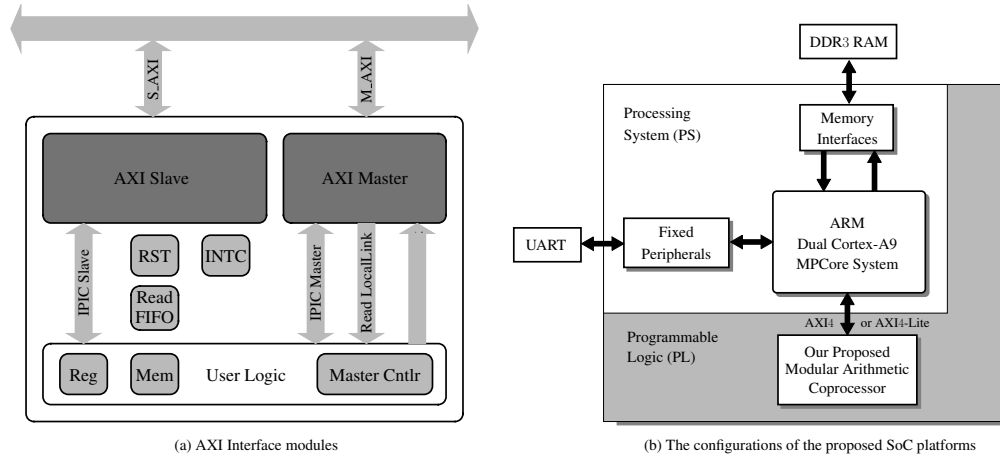 S_AXI
M_AXI
AXI Slave
AXI Master
IPIC Slave
RST
INTC
Read
FIFO
IPIC Master
Read LocalLink
Reg
Mem
User Logic
Master Cntlr
(a) AXI Interface modules
DDR3 RAM
Processing
System (PS)
Memory
Interfaces
UART
Fixed
Peripherals
ARM
Dual Cortex-A9
MPCore System
AXI4 or AXI4-Lite
Programmable
Logic (PL)
Our Proposed
Modular Arithmetic
Coprocessor
(b) The configurations of the proposed SoC platforms